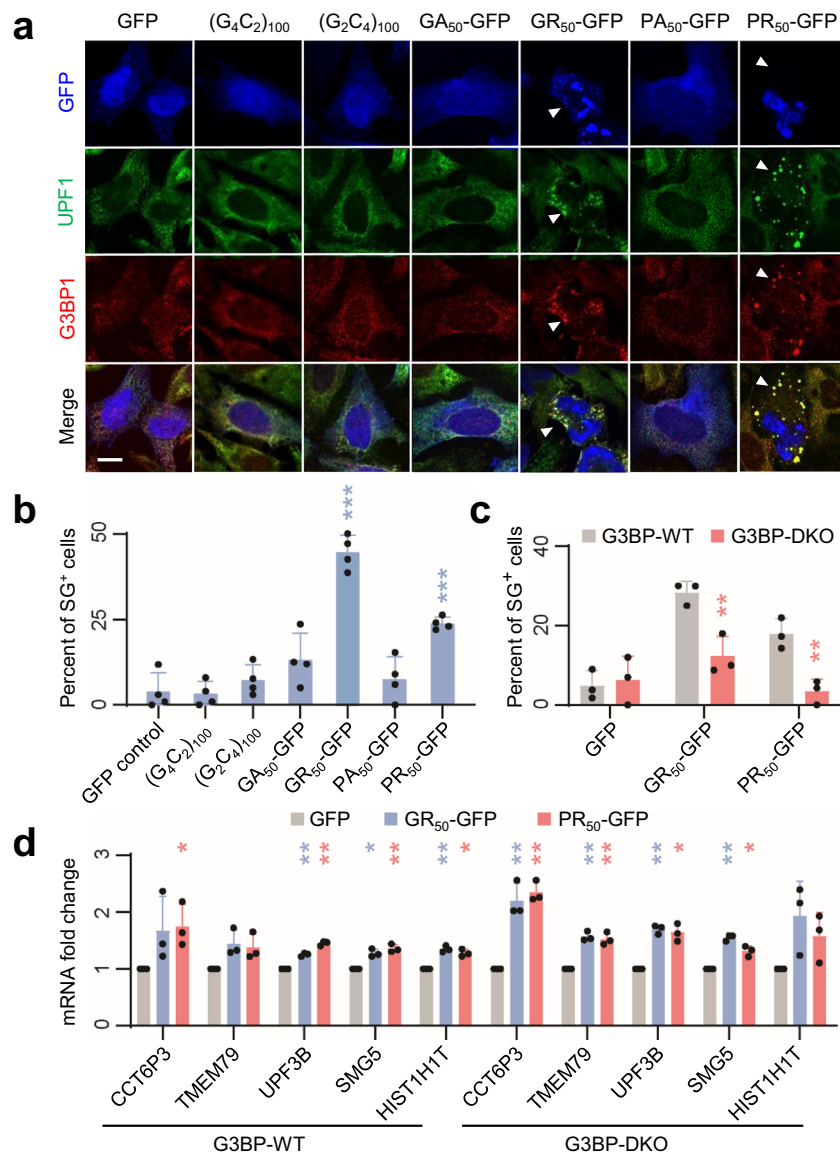 a
GFP (G4C2)100 (G2C4)100 GA50-GFP GR50-GFP PA50-GFP PR50-GFP
GFP
UPF1
G3BP1
Merge
b
Percent of SG+ cells
50
25
0
***
***
GFP control
(G4C2)100
(G2C4)100
GA50-GFP
GR50-GFP
PA50-GFP
PR50-GFP
c
G3BP-WT G3BP-DKO
Percent of SG+ cells
40
20
0
**
**
GFP
GR50-GFP
PR50-GFP
d
GFP GR50-GFP PR50-GFP
mRNA fold change
3
2
1
0
* ** ** * ** ** * ** ** ** ** ** * ** *
CCT6P3
TMEM79
UPF3B
SMG5
HIST1H1T
CCT6P3
TMEM79
UPF3B
SMG5
HIST1H1T
G3BP-WT G3BP-DKO